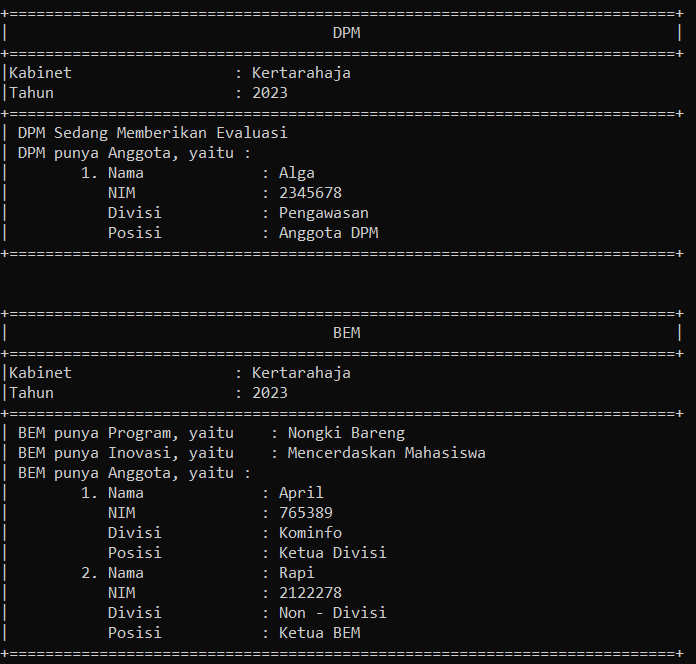 +==========================================================================+
|                                    DPM                                   |
+==========================================================================+
|Kabinet                  : Kertarahaja
|Tahun                    : 2023
+==========================================================================+
| DPM Sedang Memberikan Evaluasi
| DPM punya Anggota, yaitu :
|        1. Nama             : Alga
|           NIM              : 2345678
|           Divisi           : Pengawasan
|           Posisi           : Anggota DPM
+==========================================================================+
+==========================================================================+
|                                    BEM                                   |
+==========================================================================+
|Kabinet                  : Kertarahaja
|Tahun                    : 2023
+==========================================================================+
| BEM punya Program, yaitu    : Nongki Bareng
| BEM punya Inovasi, yaitu    : Mencerdaskan Mahasiswa
| BEM punya Anggota, yaitu :
|        1. Nama             : April
|           NIM              : 765389
|           Divisi           : Kominfo
|           Posisi           : Ketua Divisi
|        2. Nama             : Rapi
|           NIM              : 2122278
|           Divisi           : Non - Divisi
|           Posisi           : Ketua BEM
+==========================================================================+